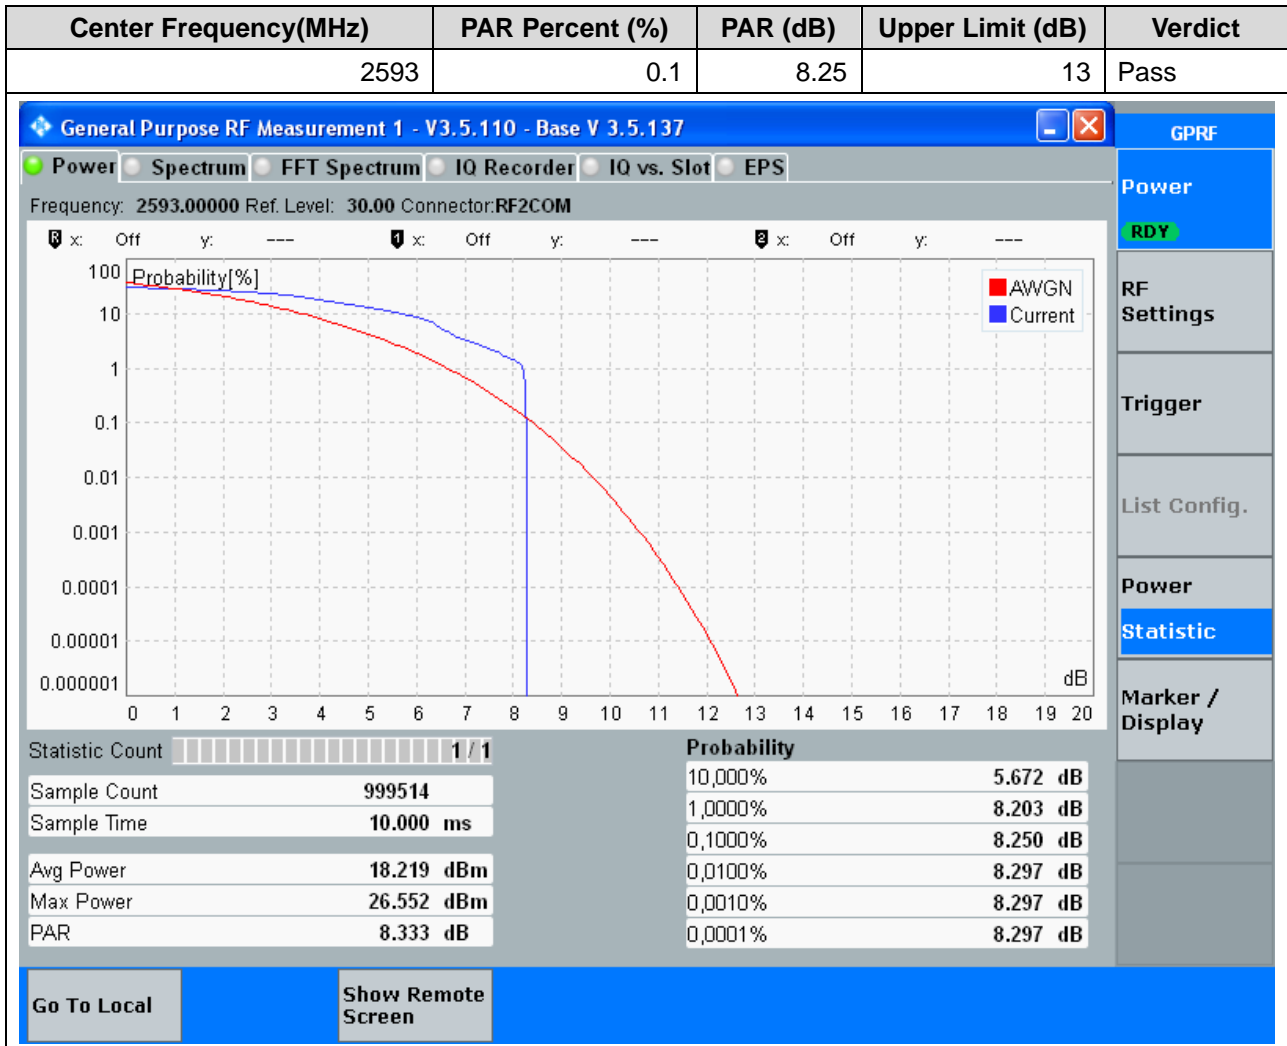 Center Frequency(MHz) PAR Percent (%) PAR (dB) Upper Limit (dB) Verdict
2593 0.1 8.25 13 Pass
General Purpose RF Measurement 1 - V3.5.110 - Base V 3.5.137
GPRF
Power Spectrum FFT Spectrum IQ Recorder IQ vs. Slot EPS
Power
RDY
Frequency: 2593.00000 Ref. Level: 30.00 Connector:RF2COM
R x: Off y: --- 1 x: Off y: --- 2 x: Off y: ---
Probability[%]
AWGN
Current
100
10
1
0.1
0.01
0.001
0.0001
0.00001
0.000001
dB
0 1 2 3 4 5 6 7 8 9 10 11 12 13 14 15 16 17 18 19 20
RF
Settings
Trigger
List Config.
Power
Statistic
Marker /
Display
Statistic Count 1 / 1
Sample Count 999514
Sample Time 10.000 ms
Avg Power 18.219 dBm
Max Power 26.552 dBm
PAR 8.333 dB
Probability
10,000% 5.672 dB
1,0000% 8.203 dB
0,1000% 8.250 dB
0,0100% 8.297 dB
0,0010% 8.297 dB
0,0001% 8.297 dB
Go To Local
Show Remote
Screen